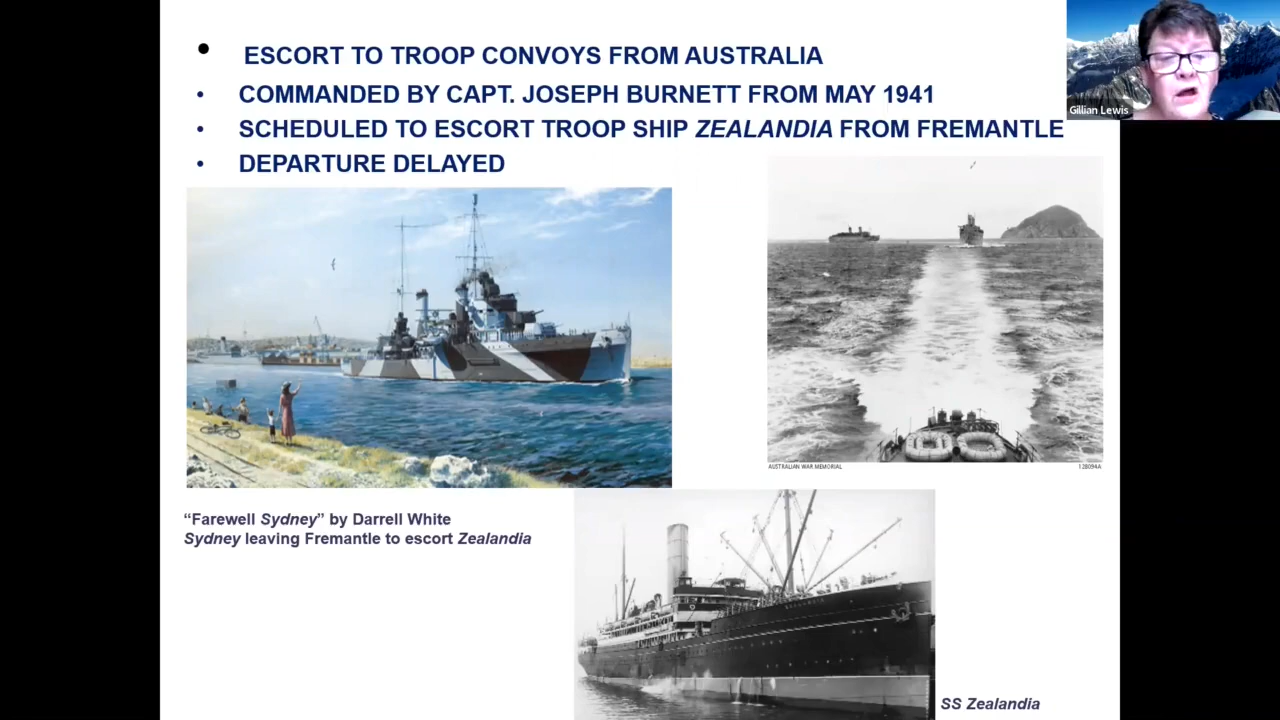 • ESCORT TO TROOP CONVOYS FROM AUSTRALIA
• COMMANDED BY CAPT. JOSEPH BURNETT FROM MAY 1941
• SCHEDULED TO ESCORT TROOP SHIP ZEALANDIA FROM FREMANTLE
• DEPARTURE DELAYED
Gillian Lewis
AUSTRALIAN WAR MEMORIAL
128094A
“Farewell Sydney” by Darrell White
Sydney leaving Fremantle to escort Zealandia
SS Zealandia